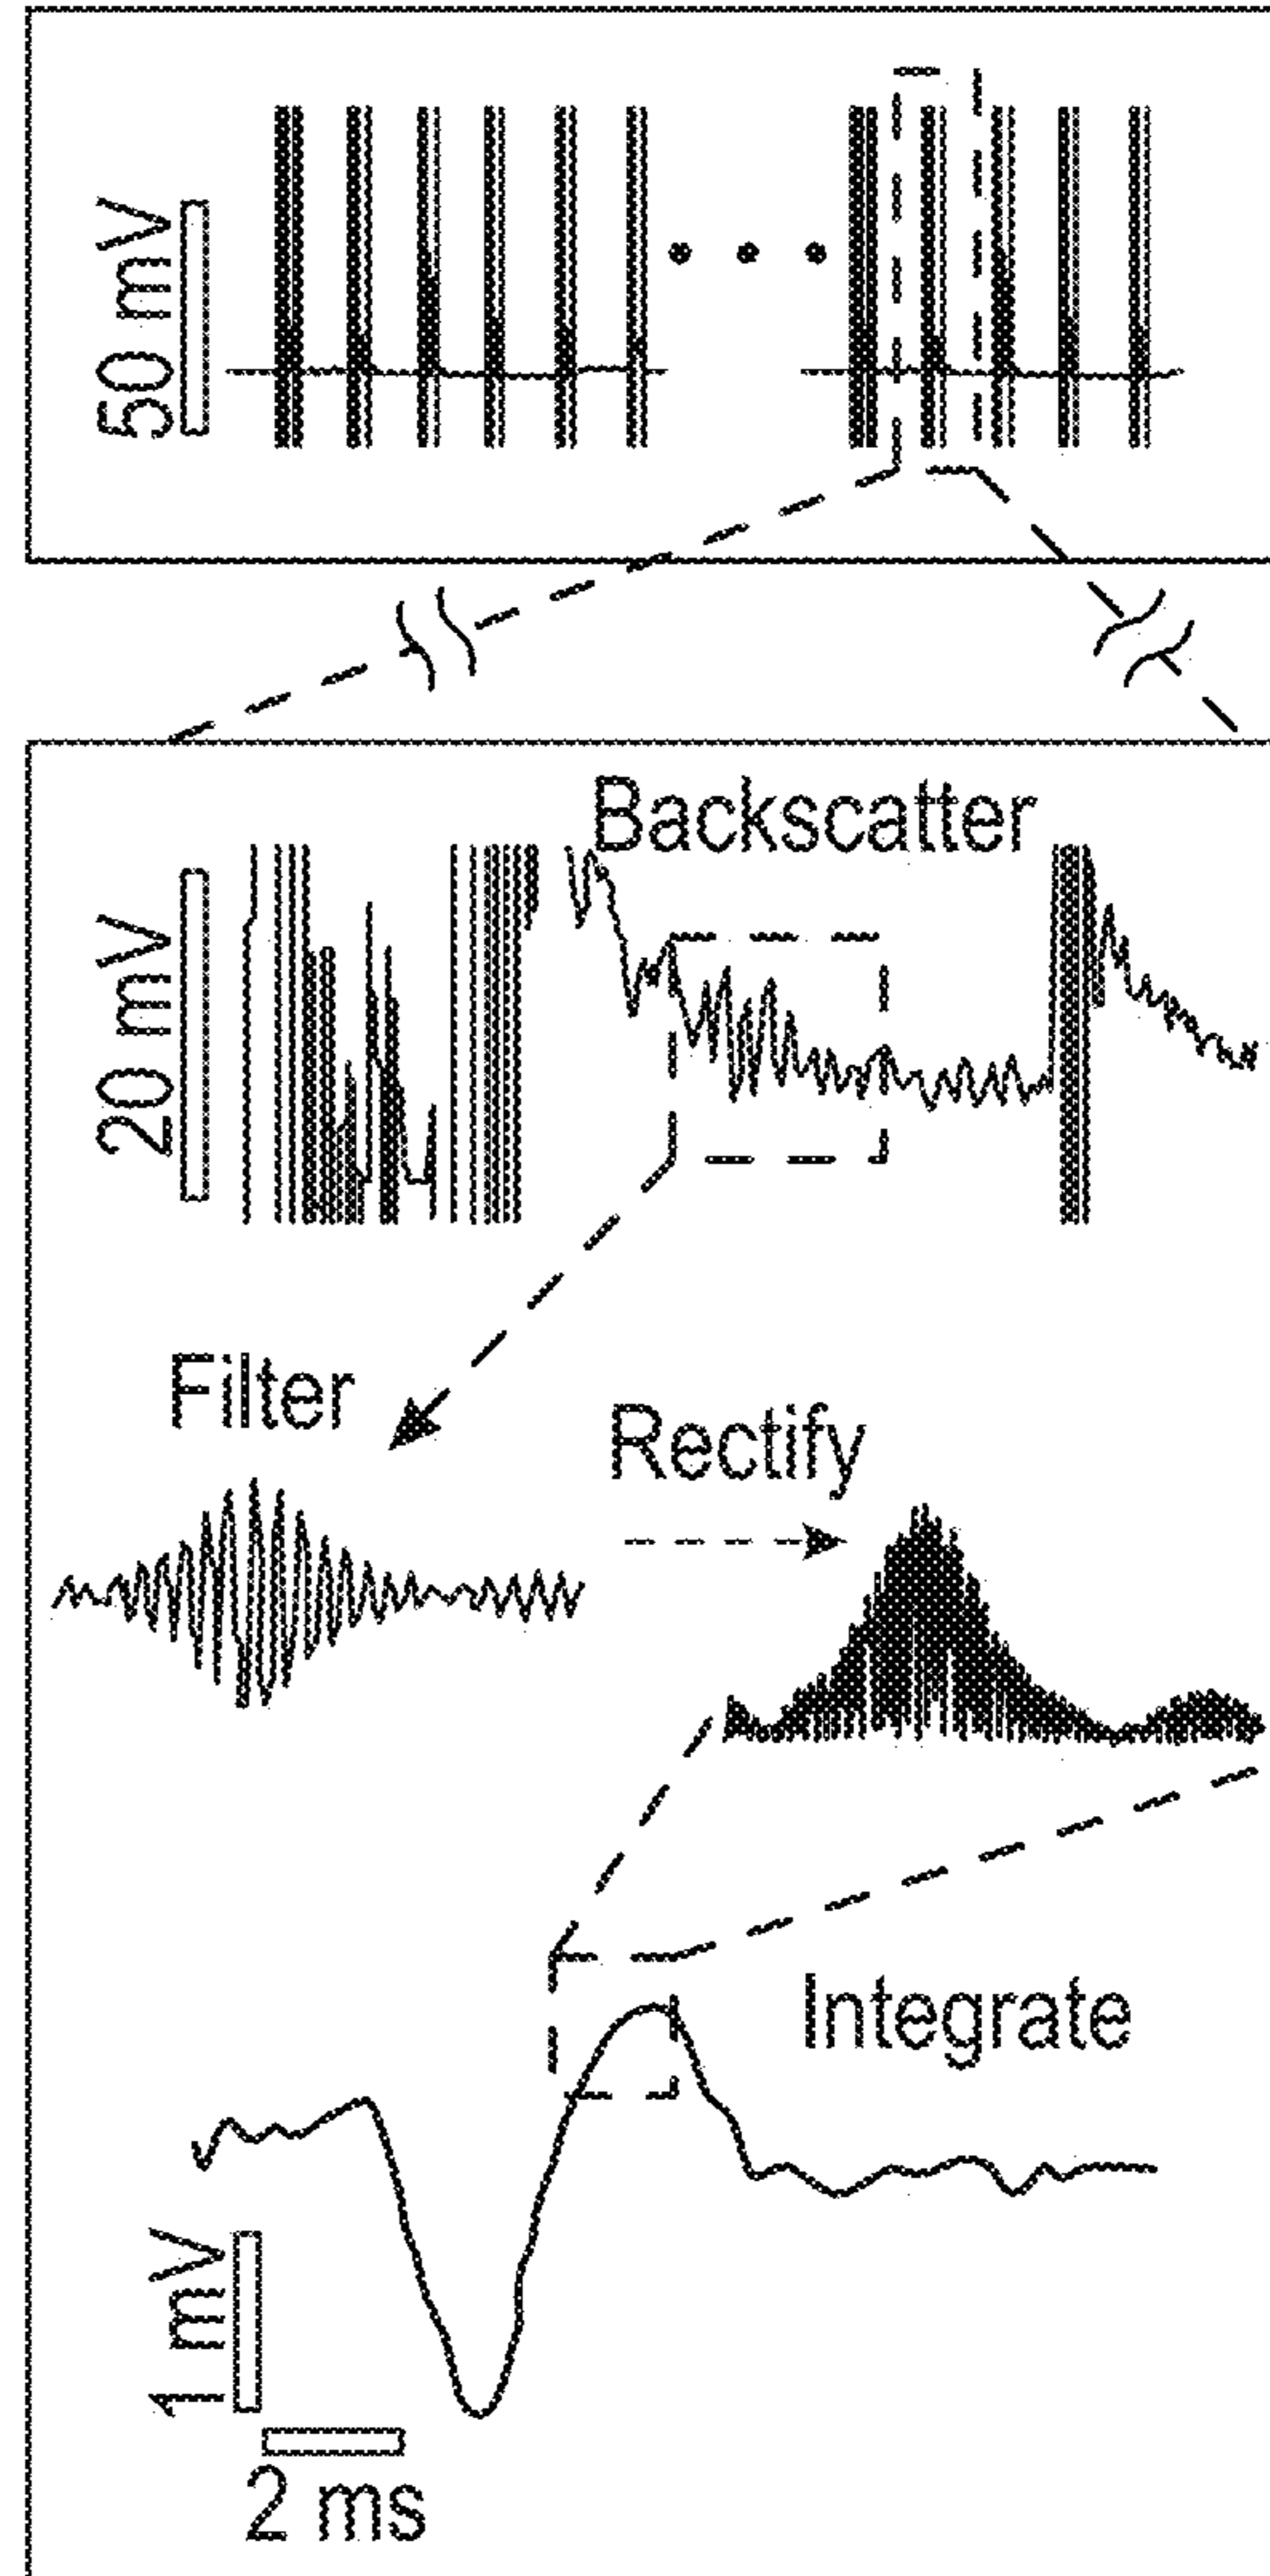 50 mV
Backscatter
20 mV
Filter
Rectify
Integrate
1 mV
2 ms